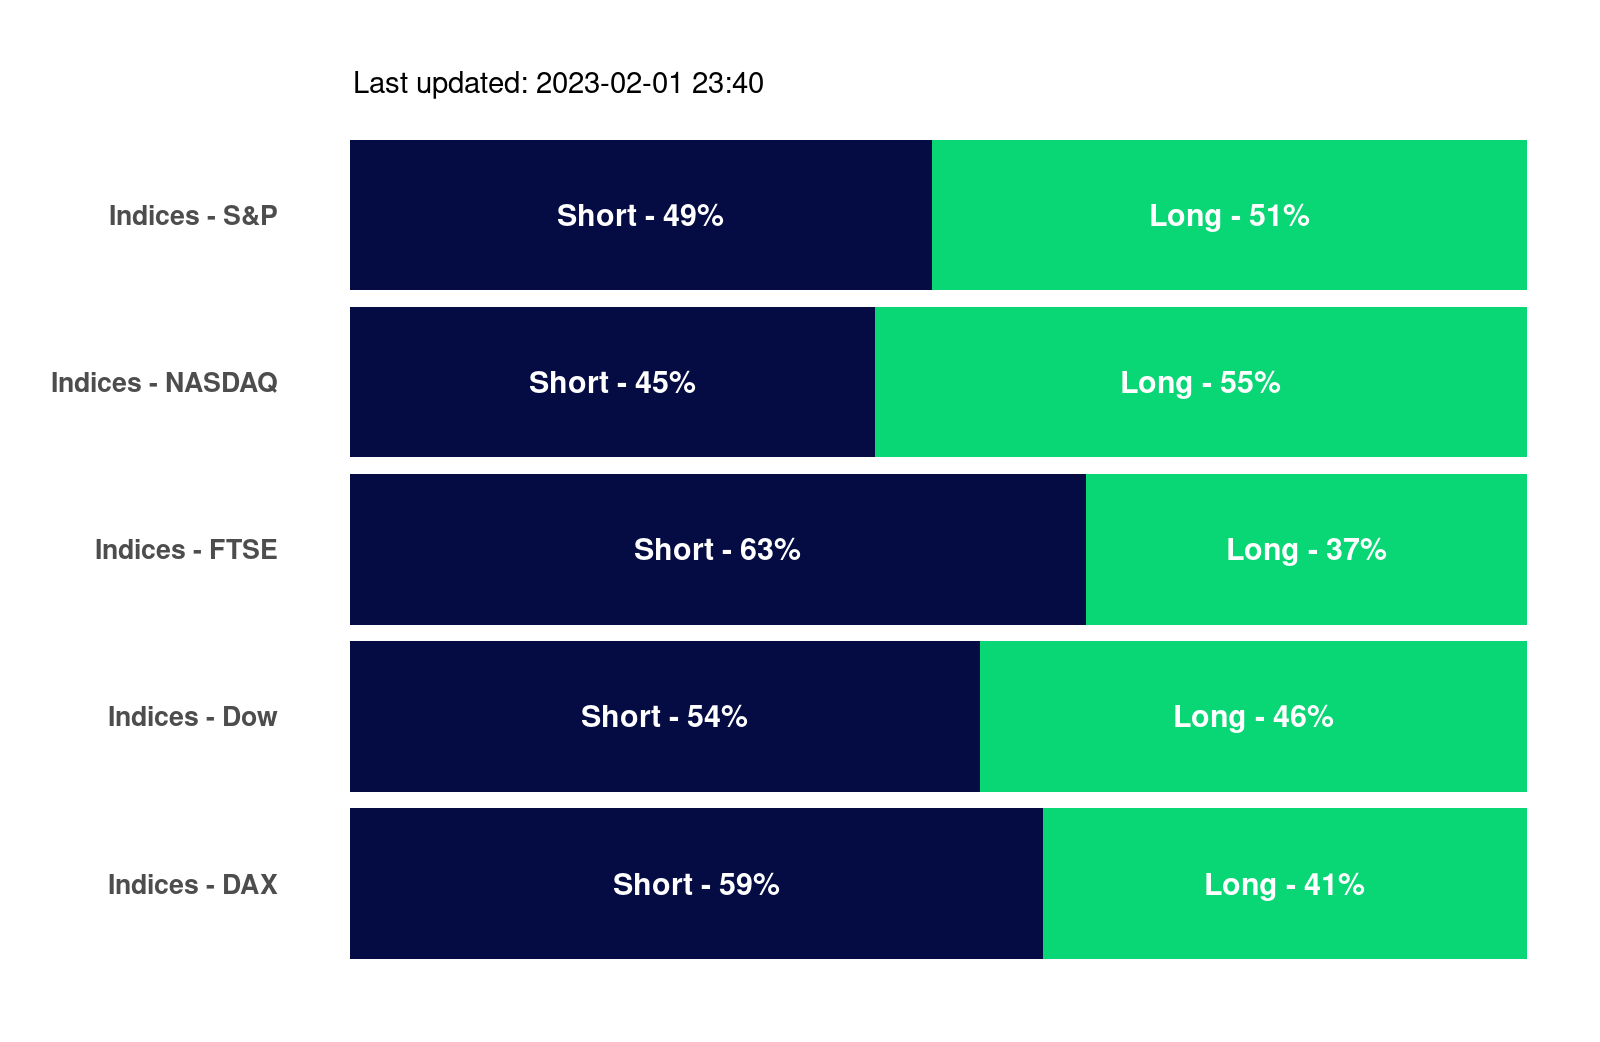 Last updated: 2023-02-01 23:40
Indices - S&P Short - 49% Long - 51%
Indices - NASDAQ Short - 45% Long - 55%
Indices - FTSE Short - 63% Long - 37%
Indices - Dow Short - 54% Long - 46%
Indices - DAX Short - 59% Long - 41%